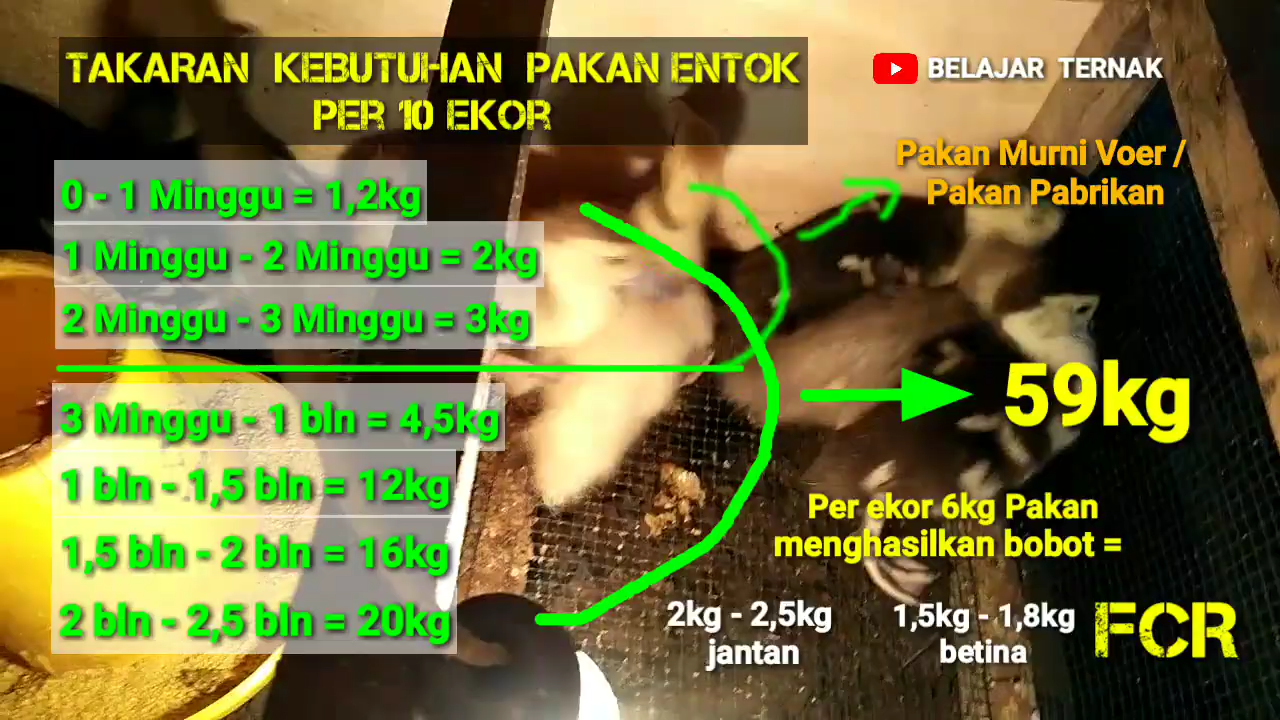 TAKARAN KEBUTUHAN PAKAN ENTOK
PER 10 EKOR
BELAJAR TERNAK
Pakan Murni Voer /
Pakan Pabrikan
0 - 1 Minggu = 1,2kg
1 Minggu - 2 Minggu = 2kg
2 Minggu - 3 Minggu = 3kg
3 Minggu - 1 bln = 4,5kg
1 bln - 1,5 bln = 12kg
1,5 bln - 2 bln = 16kg
2 bln - 2,5 bln = 20kg
59kg
Per ekor 6kg Pakan
menghasilkan bobot =
2kg - 2,5kg
jantan
1,5kg - 1,8kg
betina
FCR